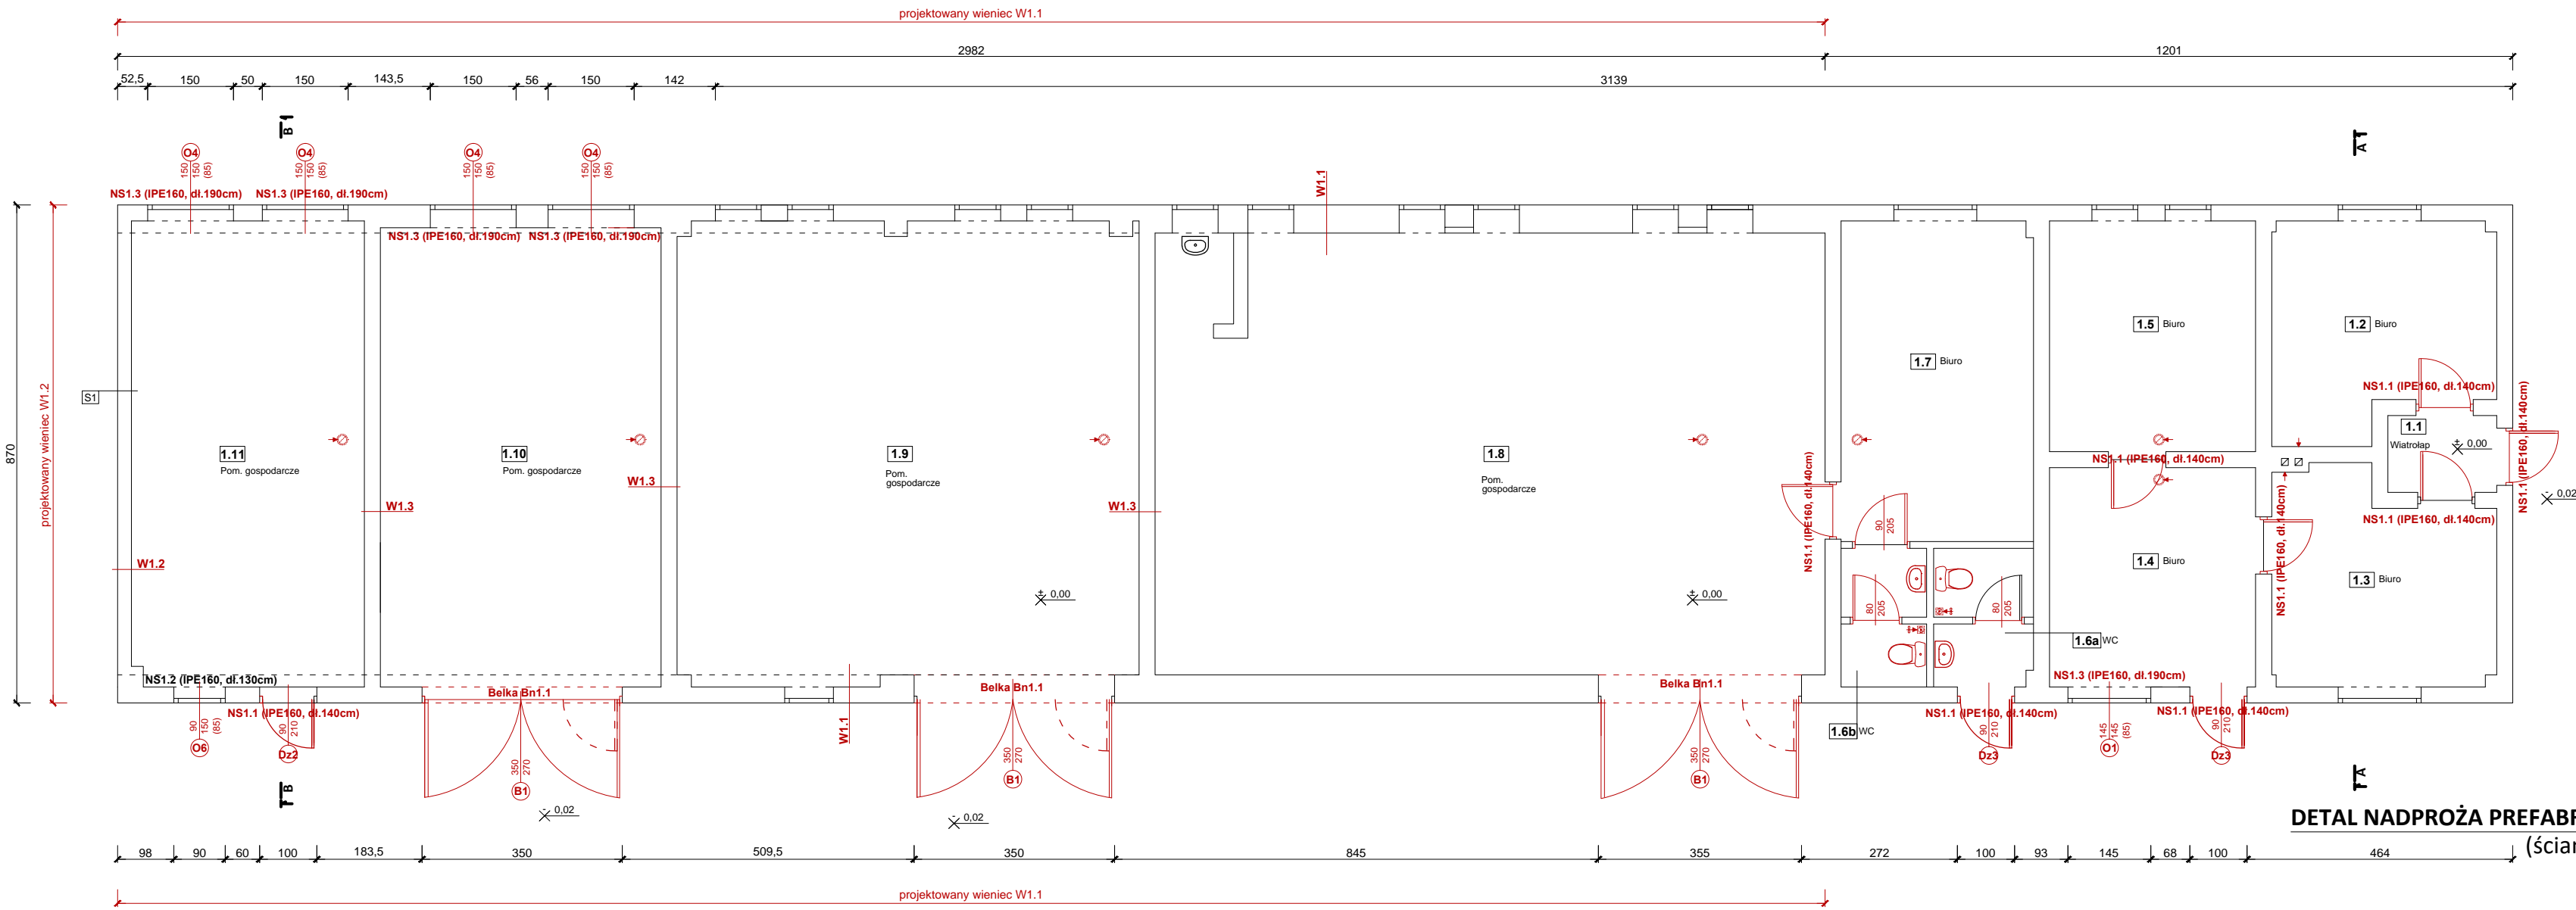 projektowany wieniec W1.1
2982
1201
52,5
150
50
150
143,5
150
56
150
142
3139
B 1
A 1
O4
150
150
(85)
O4
150
150
(85)
O4
150
150
(85)
O4
150
150
(85)
W1.1
NS1.3 (IPE160, dł.190cm)
NS1.3 (IPE160, dł.190cm)
NS1.3 (IPE160, dł.190cm)
NS1.3 (IPE160, dł.190cm)
870
projektowany wieniec W1.2
S1
1.11
Pom. gospodarcze
1.10
Pom. gospodarcze
1.9
Pom.
gospodarcze
1.8
Pom.
gospodarcze
1.7 Biuro
1.5 Biuro
1.2 Biuro
NS1.1 (IPE160, dł.140cm)
1.1
Wiatrołap
± 0,00
NS1.1 (IPE160, dł.140cm)
- 0,02
NS1.1 (IPE160, dł.140cm)
NS1.1 (IPE160, dł.140cm)
NS1.1 (IPE160, dł.140cm)
NS1.1 (IPE160, dł.140cm)
W1.3
W1.3
W1.3
W1.2
90
205
80
205
80
205
1.4 Biuro
1.3 Biuro
± 0,00
± 0,00
1.6a WC
1.6b WC
NS1.2 (IPE160, dł.130cm)
NS1.1 (IPE160, dł.140cm)
Belka Bn1.1
Belka Bn1.1
Belka Bn1.1
NS1.3 (IPE160, dł.190cm)
NS1.1 (IPE160, dł.140cm)
NS1.1 (IPE160, dł.140cm)
W1.1
90
150
(85)
O6
90
210
Dz2
350
270
B1
350
270
B1
350
270
B1
90
210
Dz3
145
145
(85)
O1
90
210
Dz3
B
A
- 0,02
- 0,02
DETAL NADPROŻA PREFABR
(ścian
98
90
60
100
183,5
350
509,5
350
845
355
272
100
93
145
68
100
464
projektowany wieniec W1.1